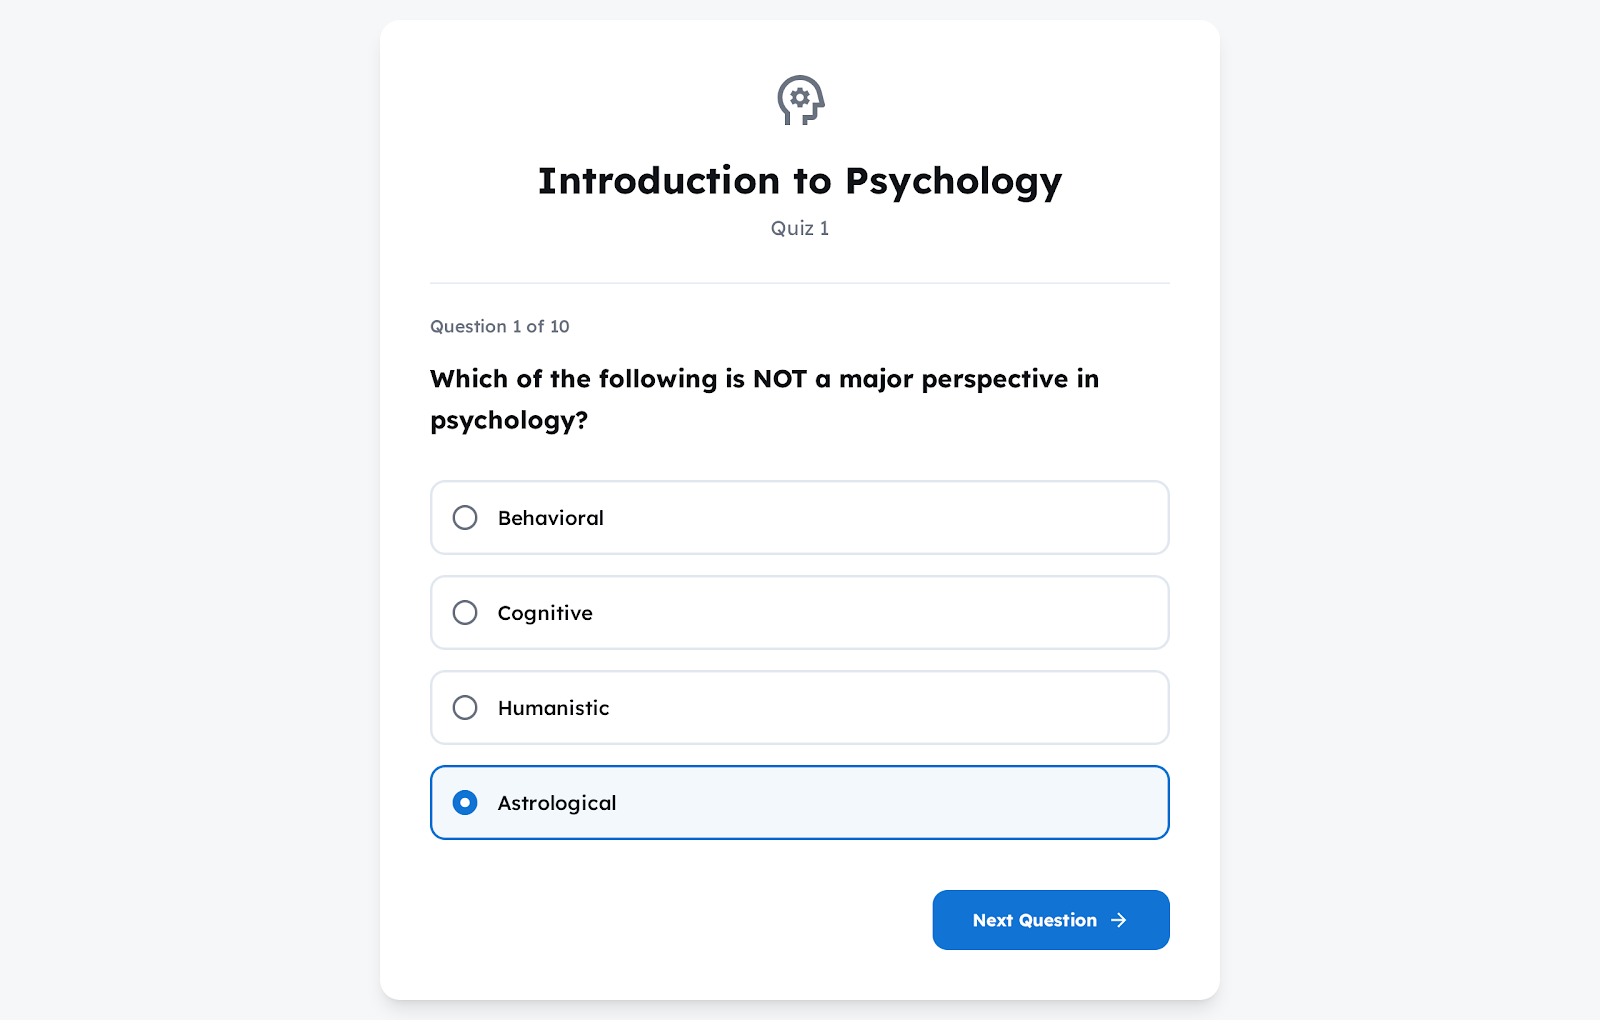 Introduction to Psychology
Quiz 1
Question 1 of 10
Which of the following is NOT a major perspective in
psychology?
Behavioral
Cognitive
Humanistic
Astrological
Next Question